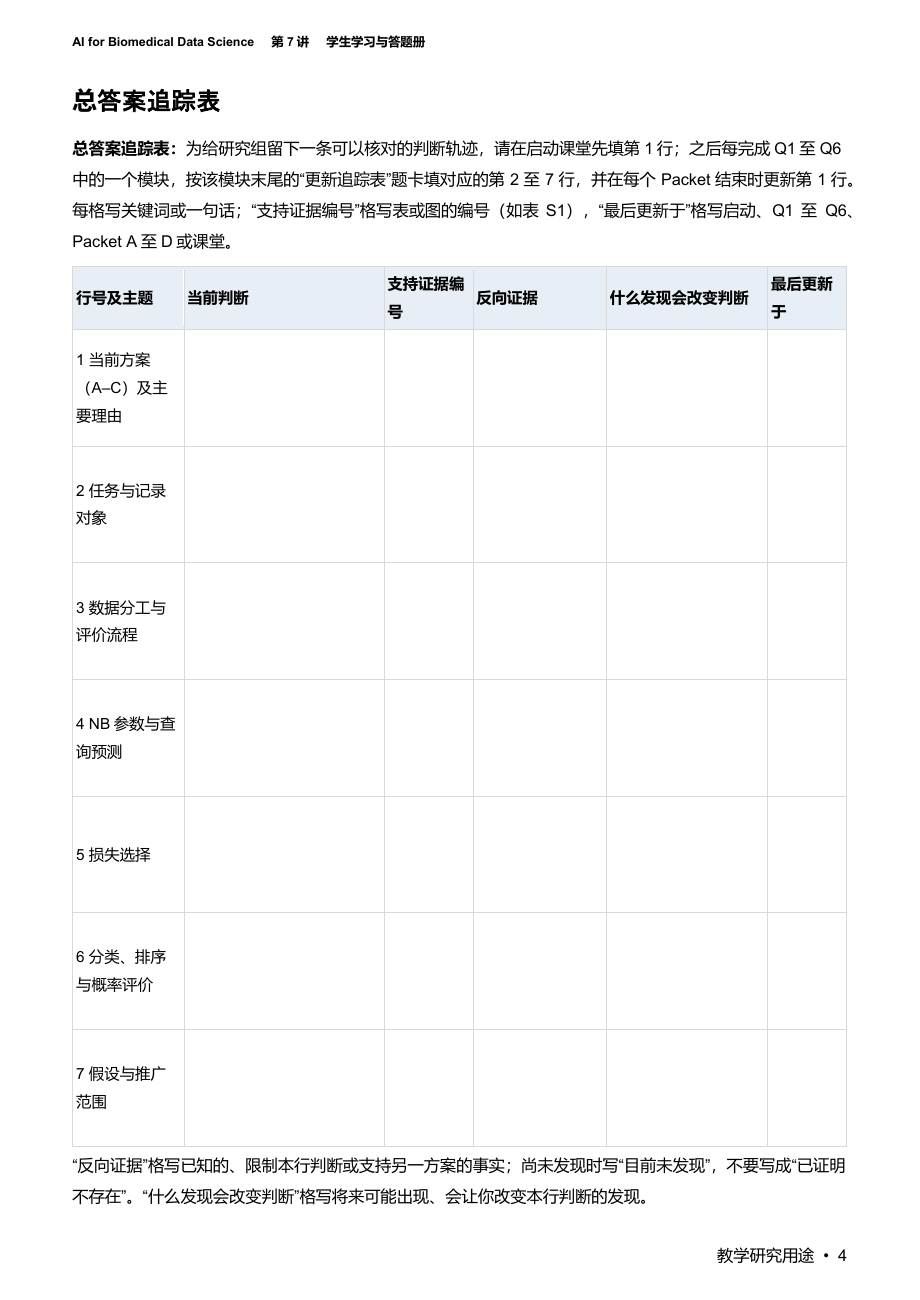 AI for Biomedical Data Science 第 7 讲 学生学习与答题册
总答案追踪表
总答案追踪表：为给研究组留下一条可以核对的判断轨迹，请在启动课堂先填第 1 行；之后每完成 Q1 至 Q6
中的一个模块，按该模块末尾的“更新追踪表”题卡填对应的第 2 至 7 行，并在每个 Packet 结束时更新第 1 行。
每格写关键词或一句话；“支持证据编号”格写表或图的编号（如表 S1），“最后更新于”格写启动、Q1 至 Q6、
Packet A 至 D 或课堂。
行号及主题 当前判断 支持证据编号 反向证据 什么发现会改变判断 最后更新于
1 当前方案
（A–C）及主
要理由
2 任务与记录
对象
3 数据分工与
评价流程
4 NB 参数与查
询预测
5 损失选择
6 分类、排序
与概率评价
7 假设与推广
范围
“反向证据”格写已知的、限制本行判断或支持另一方案的事实；尚未发现时写“目前未发现”，不要写成“已证明
不存在”。“什么发现会改变判断”格写将来可能出现、会让你改变本行判断的发现。
教学研究用途 • 4